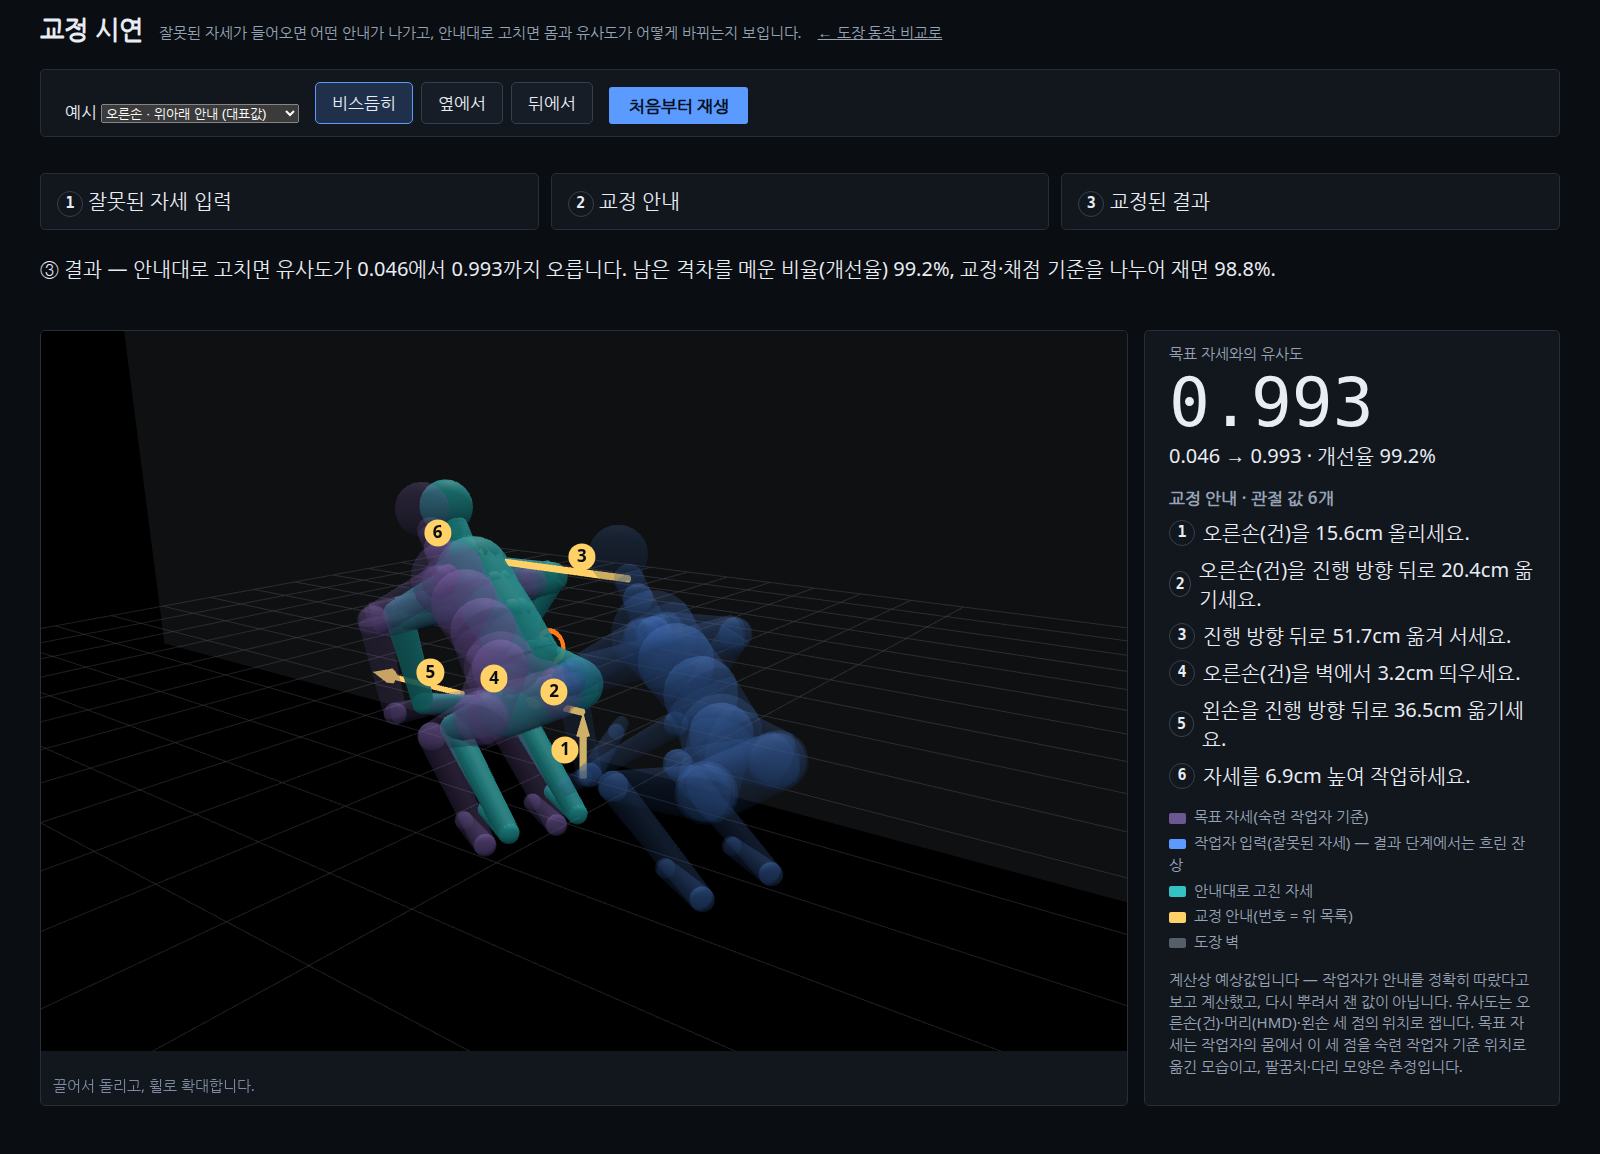 교정 시연 잘못된 자세가 들어오면 어떤 안내가 나가고, 안내대로 고치면 몸과 유사도가 어떻게 바뀌는지 보입니다. ← 도장 동작 비교로
예시 오른손 · 위아래 안내 (대표값) 비스듬히 옆에서 뒤에서 처음부터 재생
1 잘못된 자세 입력
2 교정 안내
3 교정된 결과
③ 결과 — 안내대로 고치면 유사도가 0.046에서 0.993까지 오릅니다. 남은 격차를 메운 비율(개선율) 99.2%, 교정·채점 기준을 나누어 재면 98.8%.
6
3
5
4
2
1
끌어서 돌리고, 휠로 확대합니다.
목표 자세와의 유사도
0.993
0.046 → 0.993 · 개선율 99.2%
교정 안내 · 관절 값 6개
1 오른손(건)을 15.6cm 올리세요.
2 오른손(건)을 진행 방향 뒤로 20.4cm 옮
기세요.
3 진행 방향 뒤로 51.7cm 옮겨 서세요.
4 오른손(건)을 벽에서 3.2cm 띄우세요.
5 왼손을 진행 방향 뒤로 36.5cm 옮기세
요.
6 자세를 6.9cm 높여 작업하세요.
목표 자세(숙련 작업자 기준)
작업자 입력(잘못된 자세) — 결과 단계에서는 흐린 잔
상
안내대로 고친 자세
교정 안내(번호 = 위 목록)
도장 벽
계산상 예상값입니다 — 작업자가 안내를 정확히 따랐다고
보고 계산했고, 다시 뿌려서 잰 값이 아닙니다. 유사도는 오
른손(건)·머리(HMD)·왼손 세 점의 위치로 잽니다. 목표 자
세는 작업자의 몸에서 이 세 점을 숙련 작업자 기준 위치로
옮긴 모습이고, 팔꿈치·다리 모양은 추정입니다.